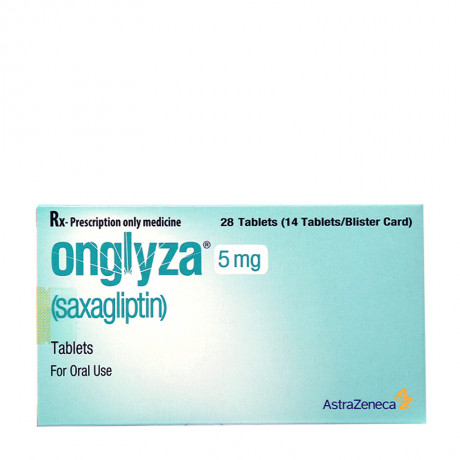 Rx- Prescription only medicine
28 Tablets (14 Tablets/Blister Card)
onglyza® 5 mg
(saxagliptin)
Tablets
For Oral Use
AstraZeneca